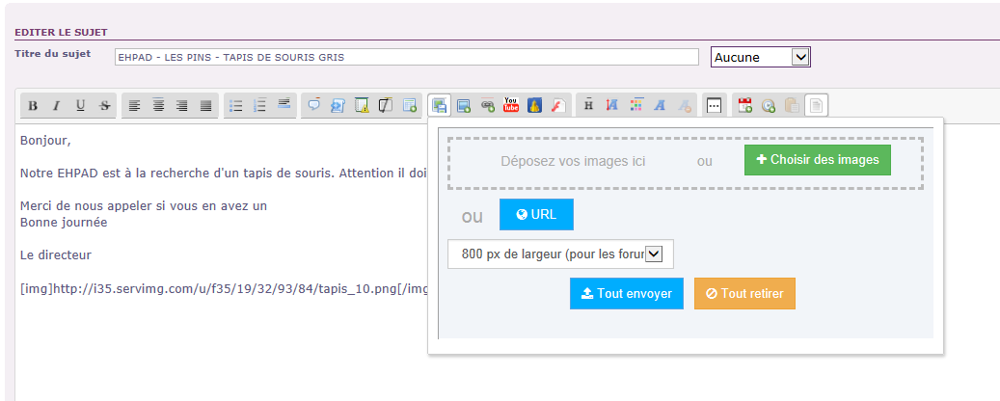 EDITER LE SUJET
Titre du sujet
EHPAD - LES PINS - TAPIS DE SOURIS GRIS
Aucune
B I U S
You Tube
H A A A
Bonjour,
Notre EHPAD est à la recherche d'un tapis de souris. Attention il doi
Merci de nous appeler si vous en avez un
Bonne journée
Le directeur
[img]http://i35.servimg.com/u/f35/19/32/93/84/tapis_10.png[/img
Déposez vos images ici ou Choisir des images
ou URL
800 px de largeur (pour les forur
Tout envoyer Tout retirer